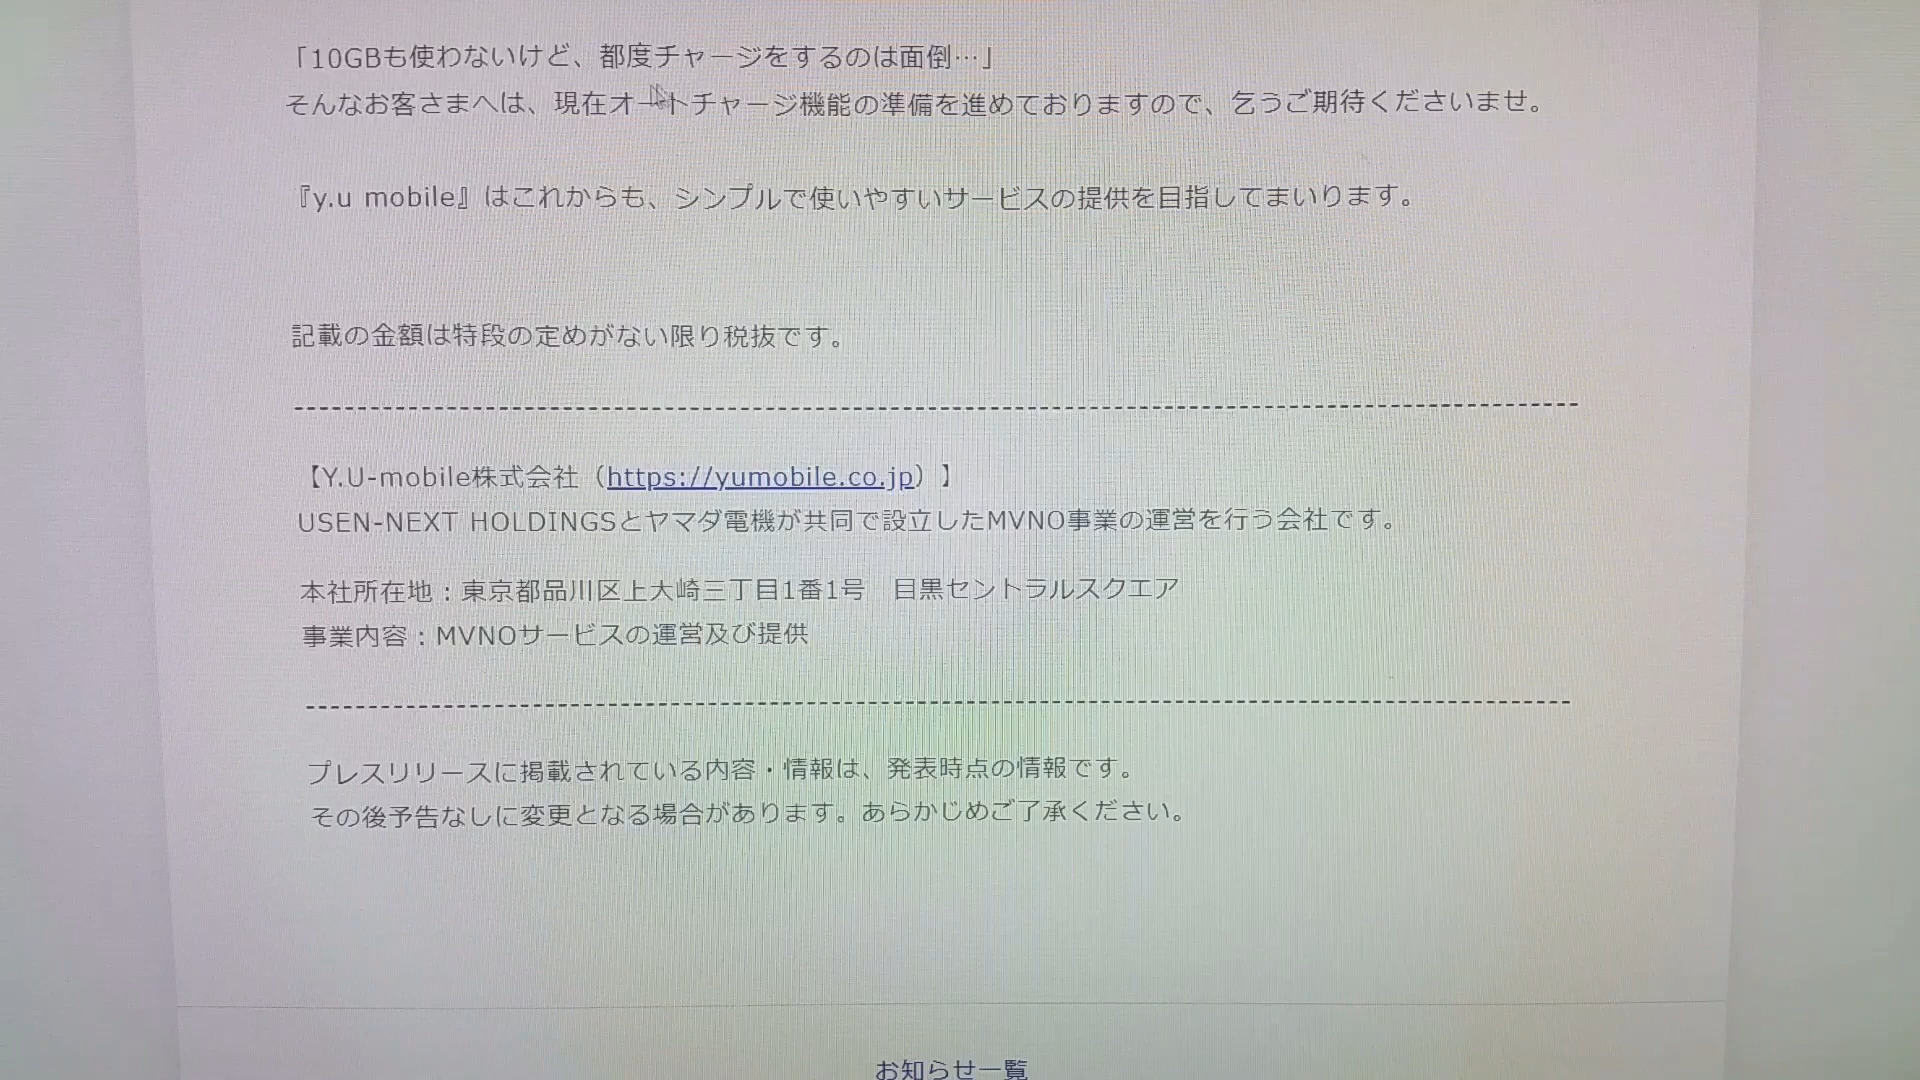 「10GBも使わないけど、都度チャージをするのは面倒…」
そんなお客さまへは、現在オートチャージ機能の準備を進めておりますので、乞うご期待くださいませ。
『y.u mobile』はこれからも、シンプルで使いやすいサービスの提供を目指してまいります。
記載の金額は特段の定めがない限り税抜です。
【Y.U-mobile株式会社（https://yumobile.co.jp）】
USEN-NEXT HOLDINGSとヤマダ電機が共同で設立したMVNO事業の運営を行う会社です。
本社所在地：東京都品川区上大崎三丁目1番1号　目黒セントラルスクエア
事業内容：MVNOサービスの運営及び提供
プレスリリースに掲載されている内容・情報は、発表時点の情報です。
その後予告なしに変更となる場合があります。あらかじめご了承ください。
お知らせ一覧